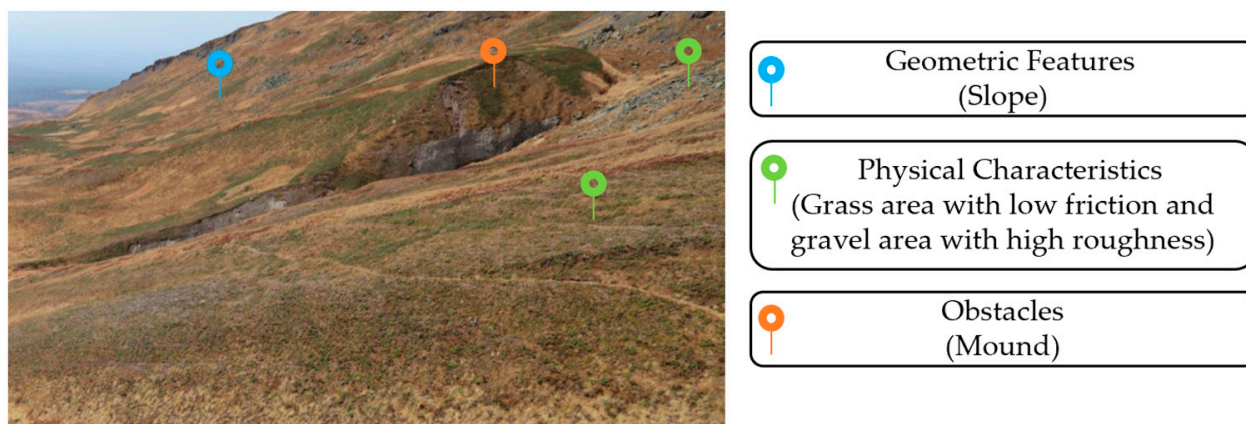 Geometric Features
(Slope)
Physical Characteristics
(Grass area with low friction and
gravel area with high roughness)
Obstacles
(Mound)